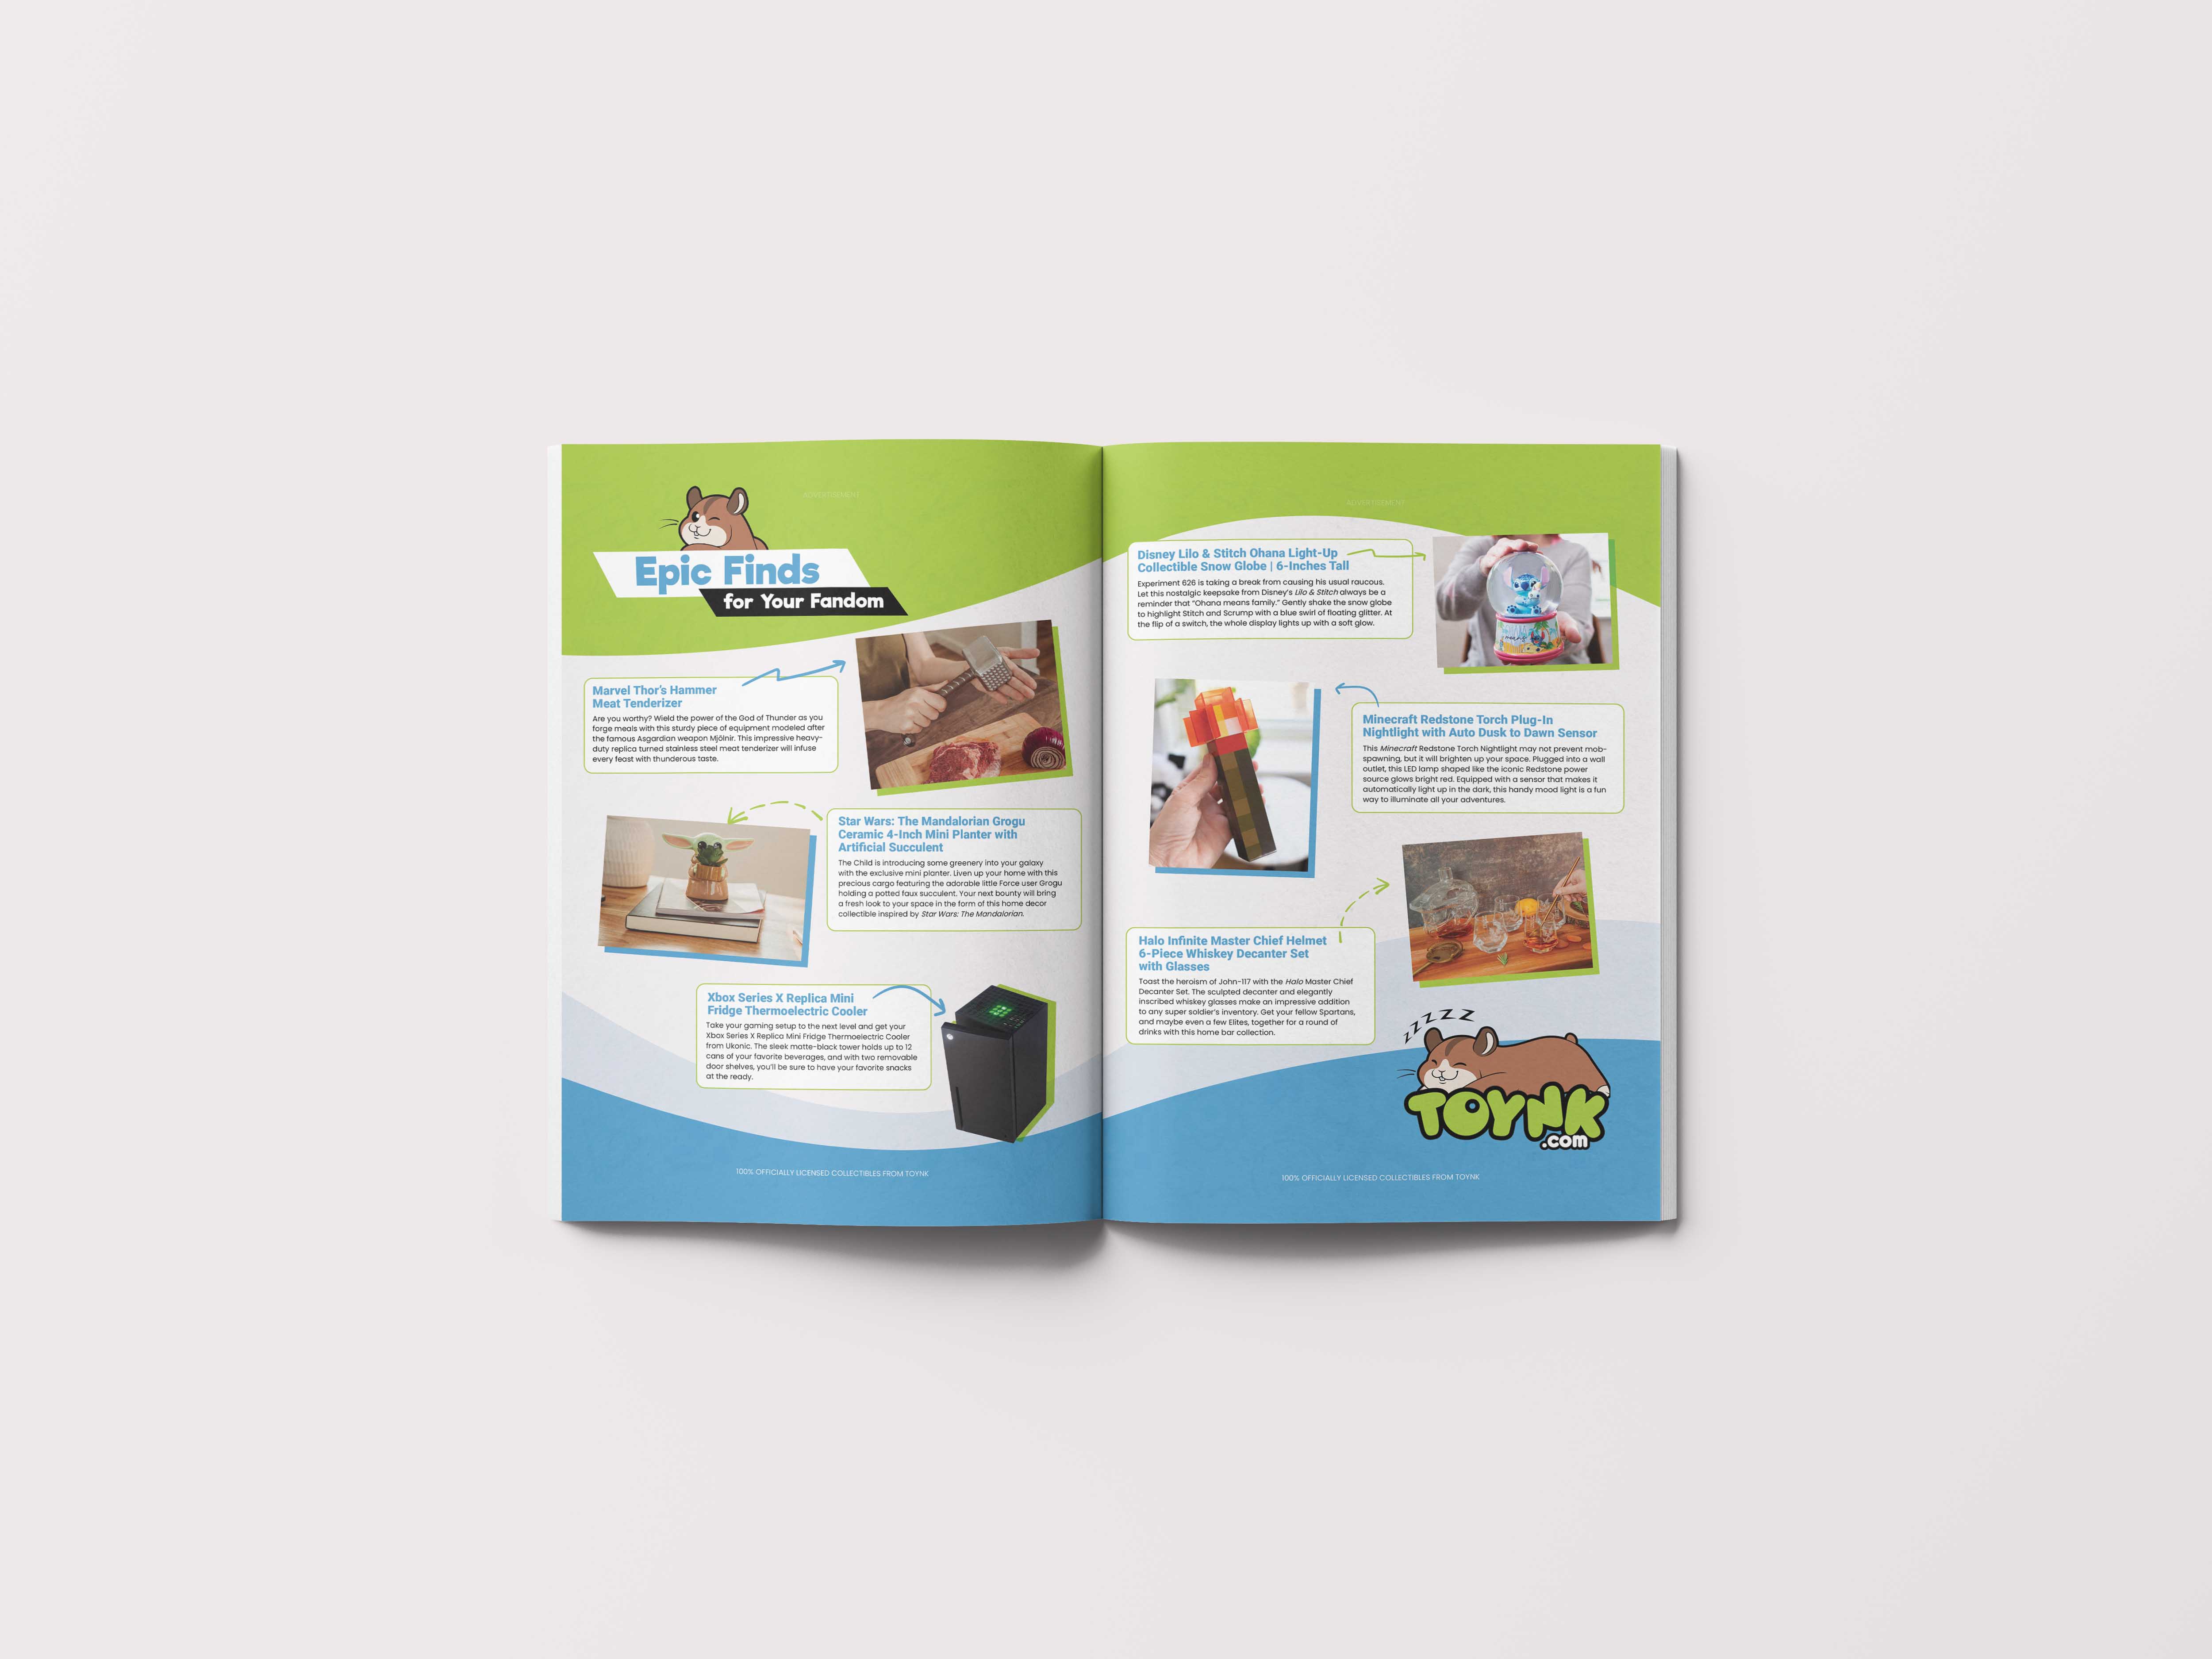 ADVERTISEMENT
Epic Finds
for Your Fandom
Marvel Thor's Hammer
Meat Tenderizer
Are you worthy? Wield the power of the God of Thunder as you
forge meals with this sturdy piece of equipment modeled after
the famous Asgardian weapon Mjölnir. This impressive heavy-
duty replica turned stainless steel meat tenderizer will infuse
every feast with thunderous taste.
Star Wars: The Mandalorian Grogu
Ceramic 4-Inch Mini Planter with
Artificial Succulent
The Child is introducing some greenery into your galaxy
with the exclusive mini planter. Liven up your home with this
precious cargo featuring the adorable little Force user Grogu
holding a potted faux succulent. Your next bounty will bring
a fresh look to your space in the form of this home decor
collectible inspired by Star Wars: The Mandalorian.
Xbox Series X Replica Mini
Fridge Thermoelectric Cooler
Take your gaming setup to the next level and get your
Xbox Series X Replica Mini Fridge Thermoelectric Cooler
from Ukonic. The sleek matte-black tower holds up to 12
cans of your favorite beverages, and with two removable
door shelves, you'll be sure to have your favorite snacks
at the ready.
100% OFFICIALLY LICENSED COLLECTIBLES FROM TOYNK
ADVERTISEMENT
Disney Lilo & Stitch Ohana Light-Up
Collectible Snow Globe | 6-Inches Tall
Experiment 626 is taking a break from causing his usual raucous.
Let this nostalgic keepsake from Disney's Lilo & Stitch always be a
reminder that "Ohana means family." Gently shake the snow globe
to highlight Stitch and Scrump with a blue swirl of floating glitter. At
the flip of a switch, the whole display lights up with a soft glow.
means
Minecraft Redstone Torch Plug-In
Nightlight with Auto Dusk to Dawn Sensor
This Minecraft Redstone Torch Nightlight may not prevent mob-
spawning, but it will brighten up your space. Plugged into a wall
outlet, this LED lamp shaped like the iconic Redstone power
source glows bright red. Equipped with a sensor that makes it
automatically light up in the dark, this handy mood light is a fun
way to illuminate all your adventures.
Halo Infinite Master Chief Helmet
6-Piece Whiskey Decanter Set
with Glasses
Toast the heroism of John-117 with the Halo Master Chief
Decanter Set. The sculpted decanter and elegantly
inscribed whiskey glasses make an impressive addition
to any super soldier's inventory. Get your fellow Spartans,
and maybe even a few Elites, together for a round of
drinks with this home bar collection.
zzzzzz
TOYNK
.com
100% OFFICIALLY LICENSED COLLECTIBLES FROM TOYNK